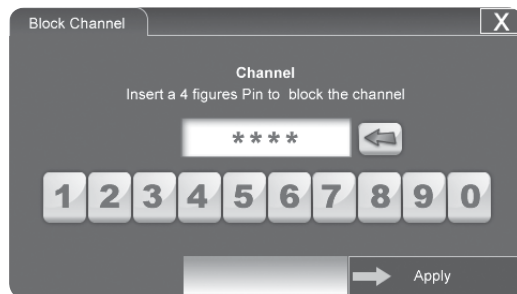 Block Channel
X
Channel
Insert a 4 figures Pin to block the channel
****
1 2 3 4 5 6 7 8 9 0
Apply